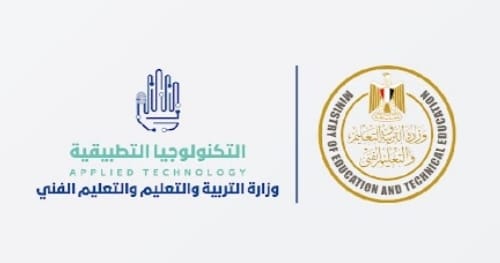 التكنولوجيا التطبيقية
APPLIED TECHNOLOGY
وزارة التربية والتعليم والتعليم الفني
وزارة التربية والتعليم
والتعليم الفني
MINISTRY OF EDUCATION AND TECHNICAL EDUCATION